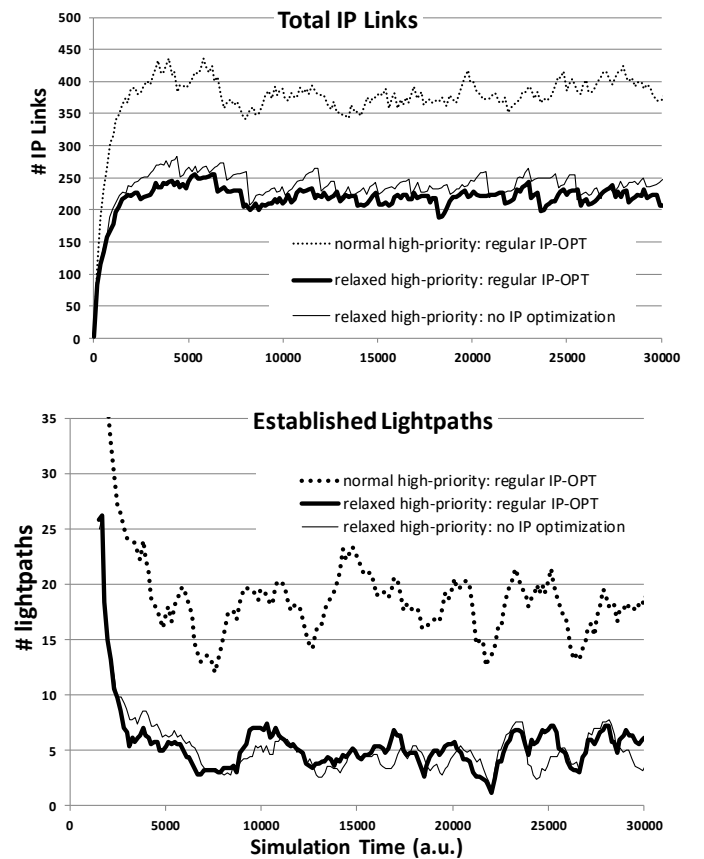 Total IP Links
500
450
400
350
300
250
200
150
100
50
0
# IP Links
normal high-priority: regular IP-OPT
relaxed high-priority: regular IP-OPT
relaxed high-priority: no IP optimization
0 5000 10000 15000 20000 25000 30000
Established Lightpaths
35
30
25
20
15
10
5
0
# lightpaths
normal high-priority: regular IP-OPT
relaxed high-priority: regular IP-OPT
relaxed high-priority: no IP optimization
0 5000 10000 15000 20000 25000 30000
Simulation Time (a.u.)